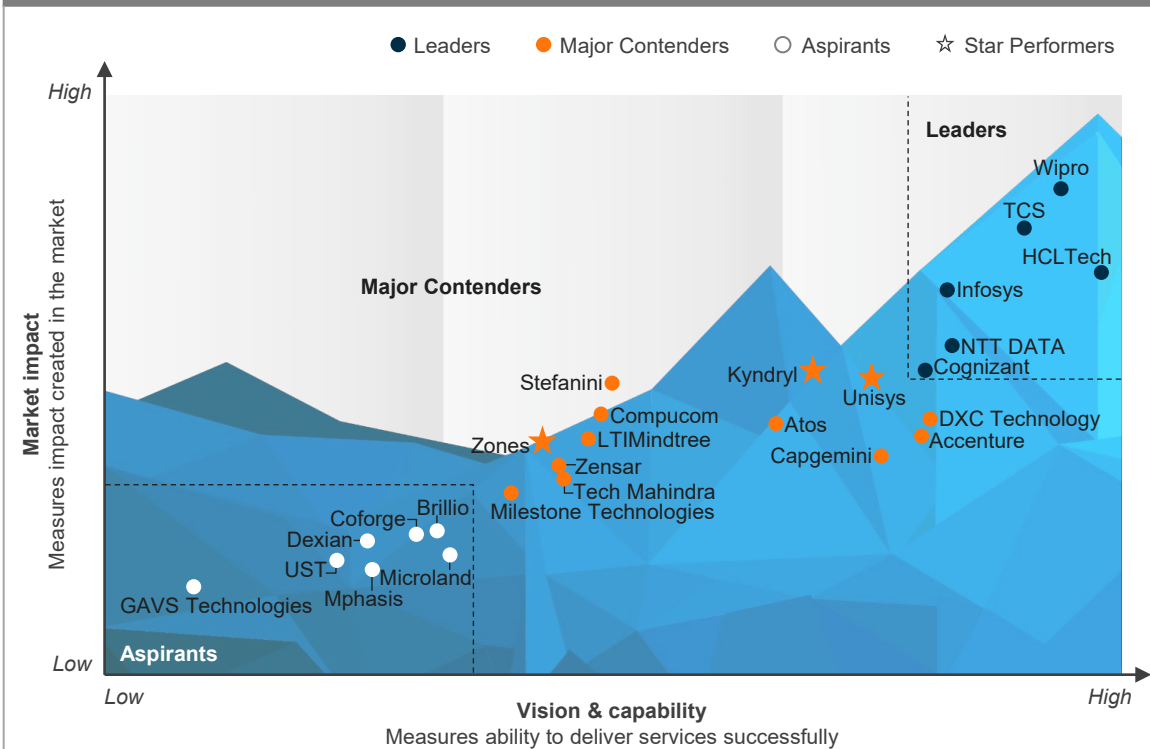 Leaders
Major Contenders
Aspirants
Star Performers
High
Leaders
Wipro
TCS
HCLTech
Major Contenders
Infosys
NTT DATA
Cognizant
Stefanini
Kyndryl
Unisys
Compucom
DXC Technology
Atos
Accenture
LTIMindtree
Zones
Capgemini
Zensar
Tech Mahindra
Milestone Technologies
Brillio
Coforge
Dexian
UST
Microland
Mphasis
GAVS Technologies
Aspirants
Market impact
Measures impact created in the market
Low
Low
High
Vision & capability
Measures ability to deliver services successfully